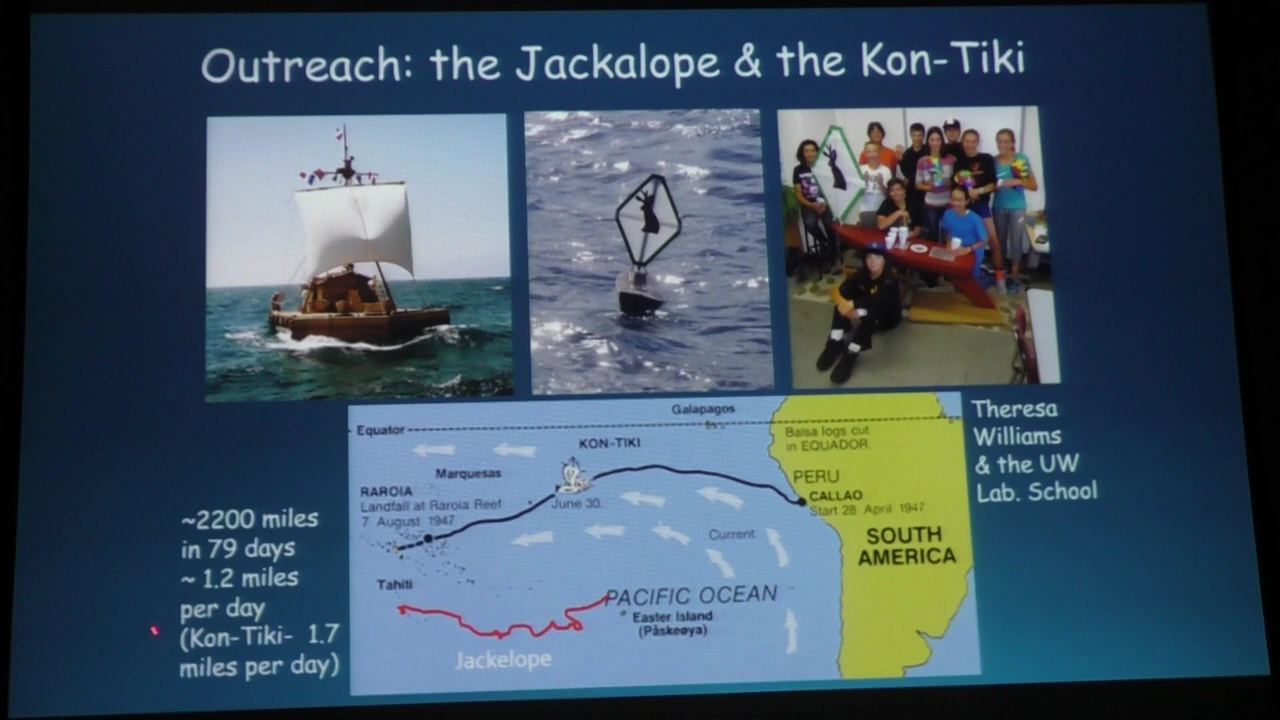 Outreach: the Jackalope & the Kon-Tiki
Theresa
Williams
& the UW
Lab. School
Galapagos
Equator
KON-TIKI
Balsa logs cut
in EQUADOR
Marquesas
PERU
RAROIA
Landfall at Raroia Reef
7 August 1947
June 30.
CALLAO
Start 28 April 1947
Current
SOUTH
AMERICA
Tahiti
PACIFIC OCEAN
Easter Island
(Påskeøya)
Jackelope
~2200 miles
in 79 days
~ 1.2 miles
per day
(Kon-Tiki- 1.7
miles per day)